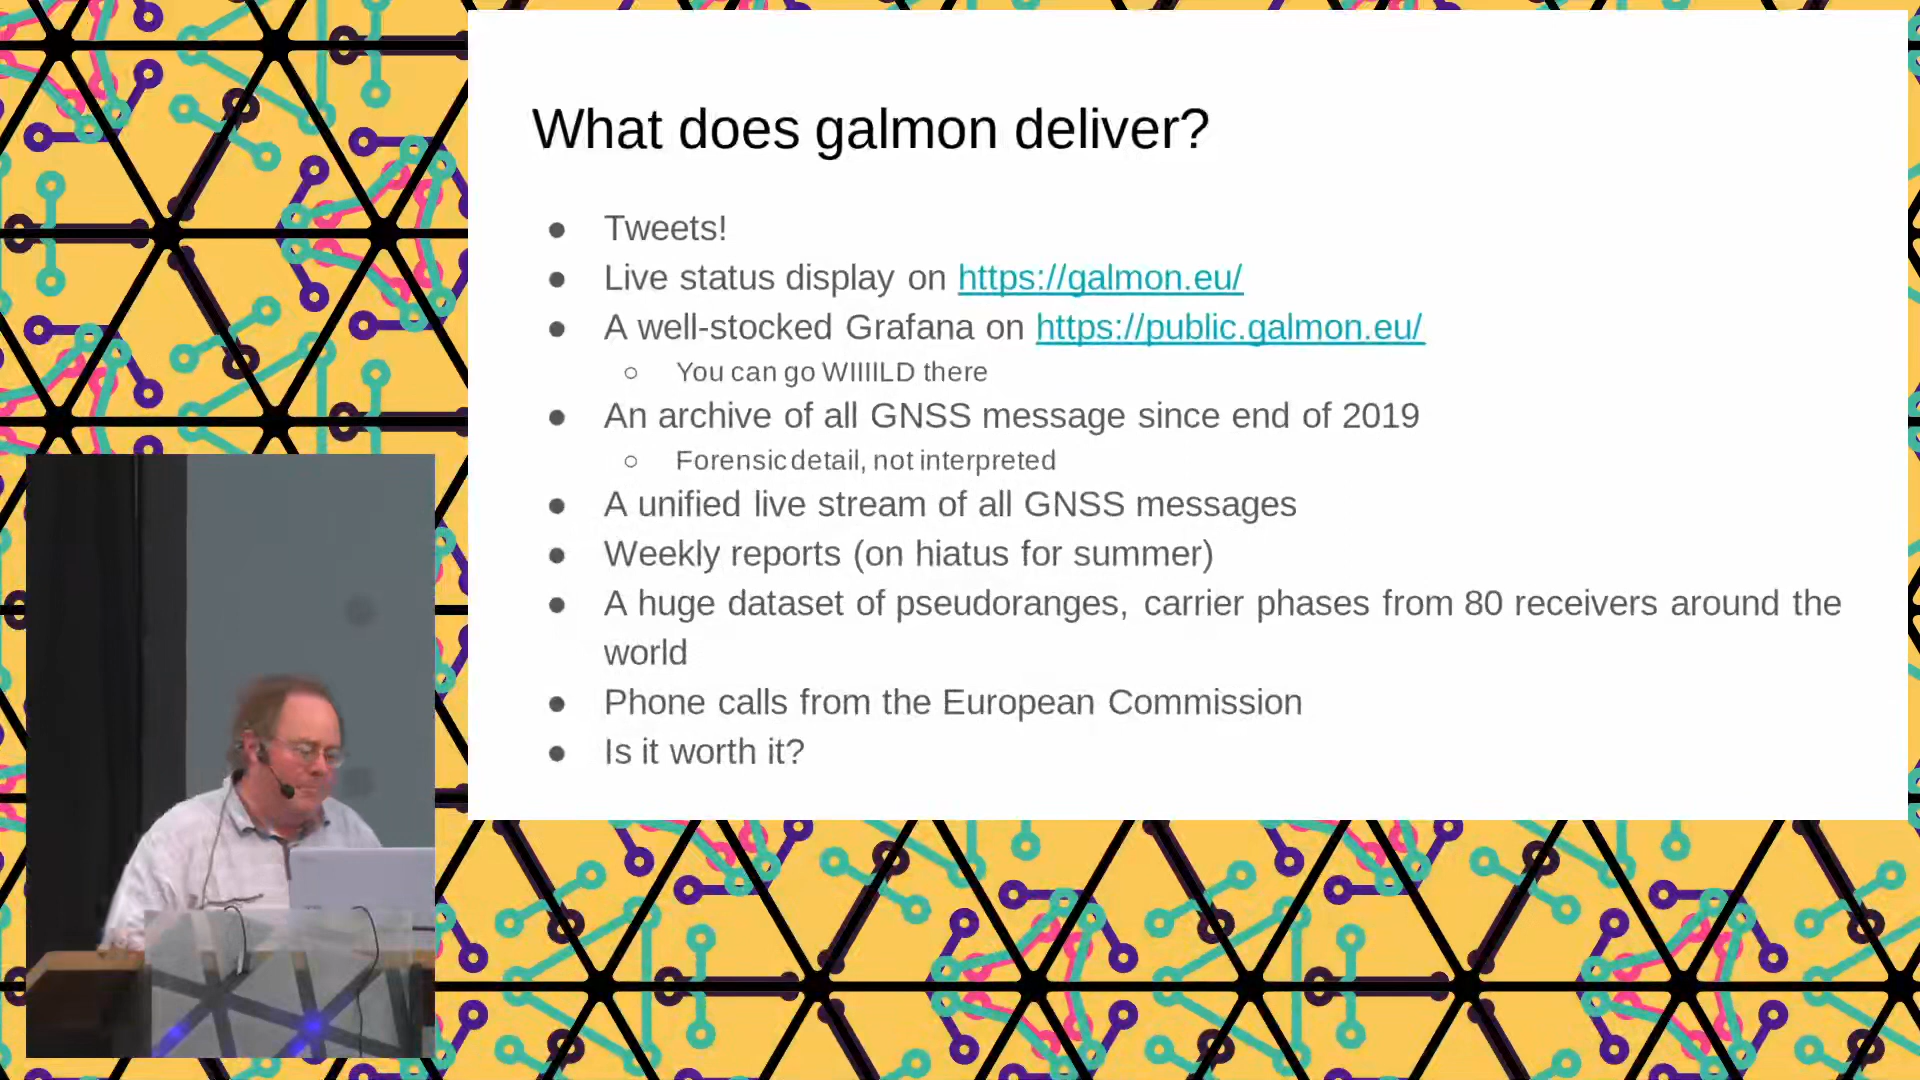 What does galmon deliver?
● Tweets!
● Live status display on https://galmon.eu/
● A well-stocked Grafana on https://public.galmon.eu/
○ You can go WIIIILD there
● An archive of all GNSS message since end of 2019
○ Forensic detail, not interpreted
● A unified live stream of all GNSS messages
● Weekly reports (on hiatus for summer)
● A huge dataset of pseudoranges, carrier phases from 80 receivers around the
world
● Phone calls from the European Commission
● Is it worth it?